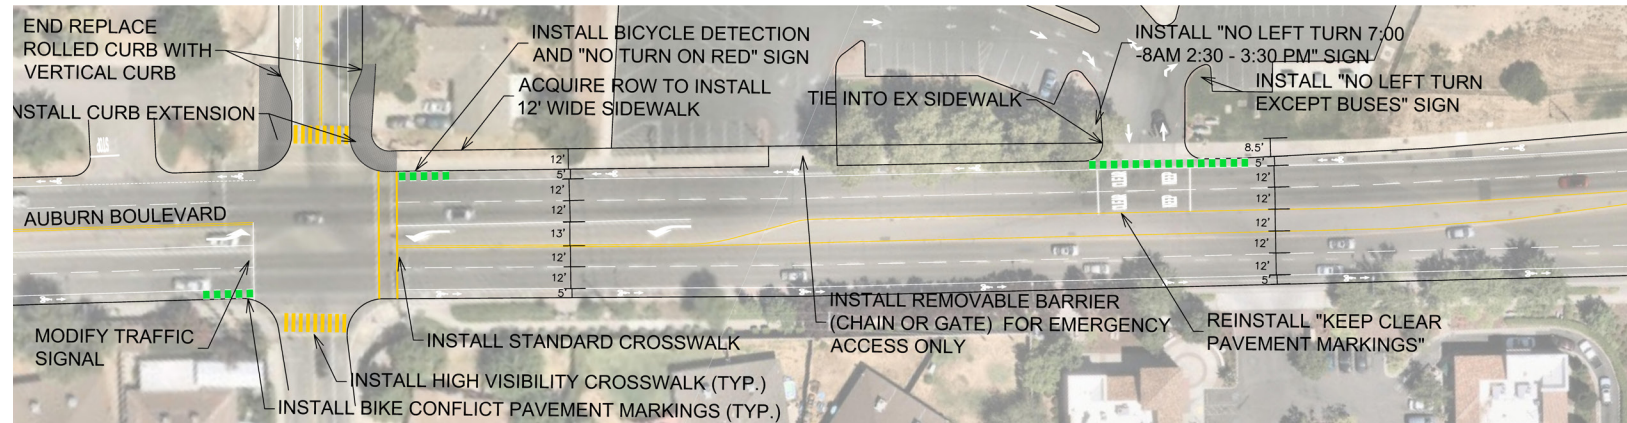 END REPLACE
ROLLED CURB WITH
VERTICAL CURB
NSTALL CURB EXTENSION
INSTALL BICYCLE DETECTION
AND "NO TURN ON RED" SIGN
ACQUIRE ROW TO INSTALL
12' WIDE SIDEWALK
TIE INTO EX SIDEWALK
INSTALL "NO LEFT TURN 7:00
-8AM 2:30 - 3:30 PM" SIGN
INSTALL "NO LEFT TURN
EXCEPT BUSES" SIGN
STOP
12'
5'
12'
12'
13'
12'
12'
5'
8.5'
5'
12'
12'
12'
12'
12'
5'
AUBURN BOULEVARD
MODIFY TRAFFIC
SIGNAL
INSTALL STANDARD CROSSWALK
INSTALL HIGH VISIBILITY CROSSWALK (TYP.)
INSTALL BIKE CONFLICT PAVEMENT MARKINGS (TYP.)
INSTALL REMOVABLE BARRIER
(CHAIN OR GATE) FOR EMERGENCY
ACCESS ONLY
REINSTALL "KEEP CLEAR
PAVEMENT MARKINGS"